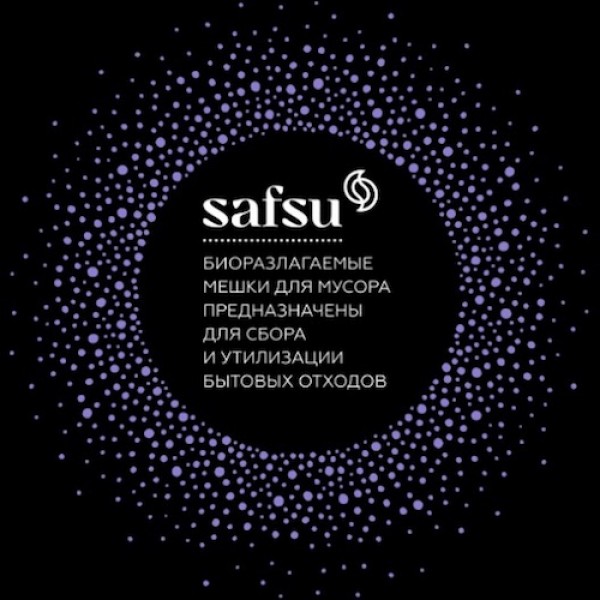 safsu
БИОРАЗЛАГАЕМЫЕ
МЕШКИ ДЛЯ МУСОРА
ПРЕДНАЗНАЧЕНЫ
ДЛЯ СБОРА
И УТИЛИЗАЦИИ
БЫТОВЫХ ОТХОДОВ